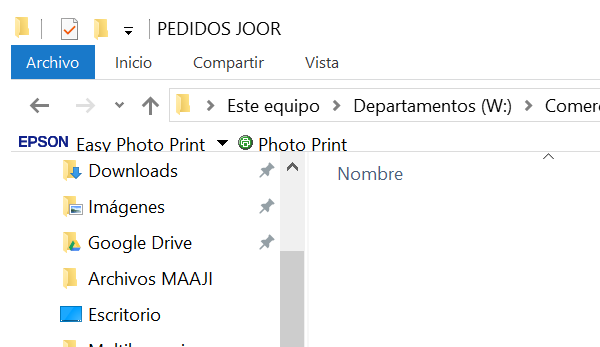 PEDIDOS JOOR
Archivo Inicio Compartir Vista
Este equipo Departamentos (W:)
EPSON Easy Photo Print Photo Print
Downloads
Nombre
Imágenes
Google Drive
Archivos MAAJI
Escritorio